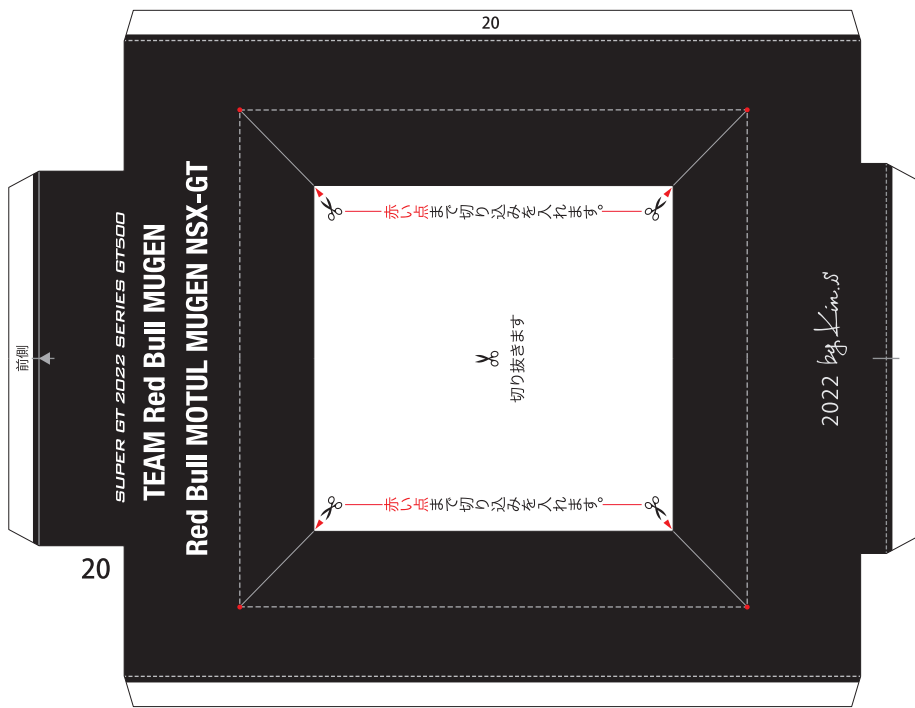 20
前側
SUPER GT 2022 SERIES GT500
TEAM Red Bull MUGEN
Red Bull MOTUL MUGEN NSX-GT
赤い点まで切り込みを入れます。
切り抜きます
赤い点まで切り込みを入れます。
2022 by Kin.s
20